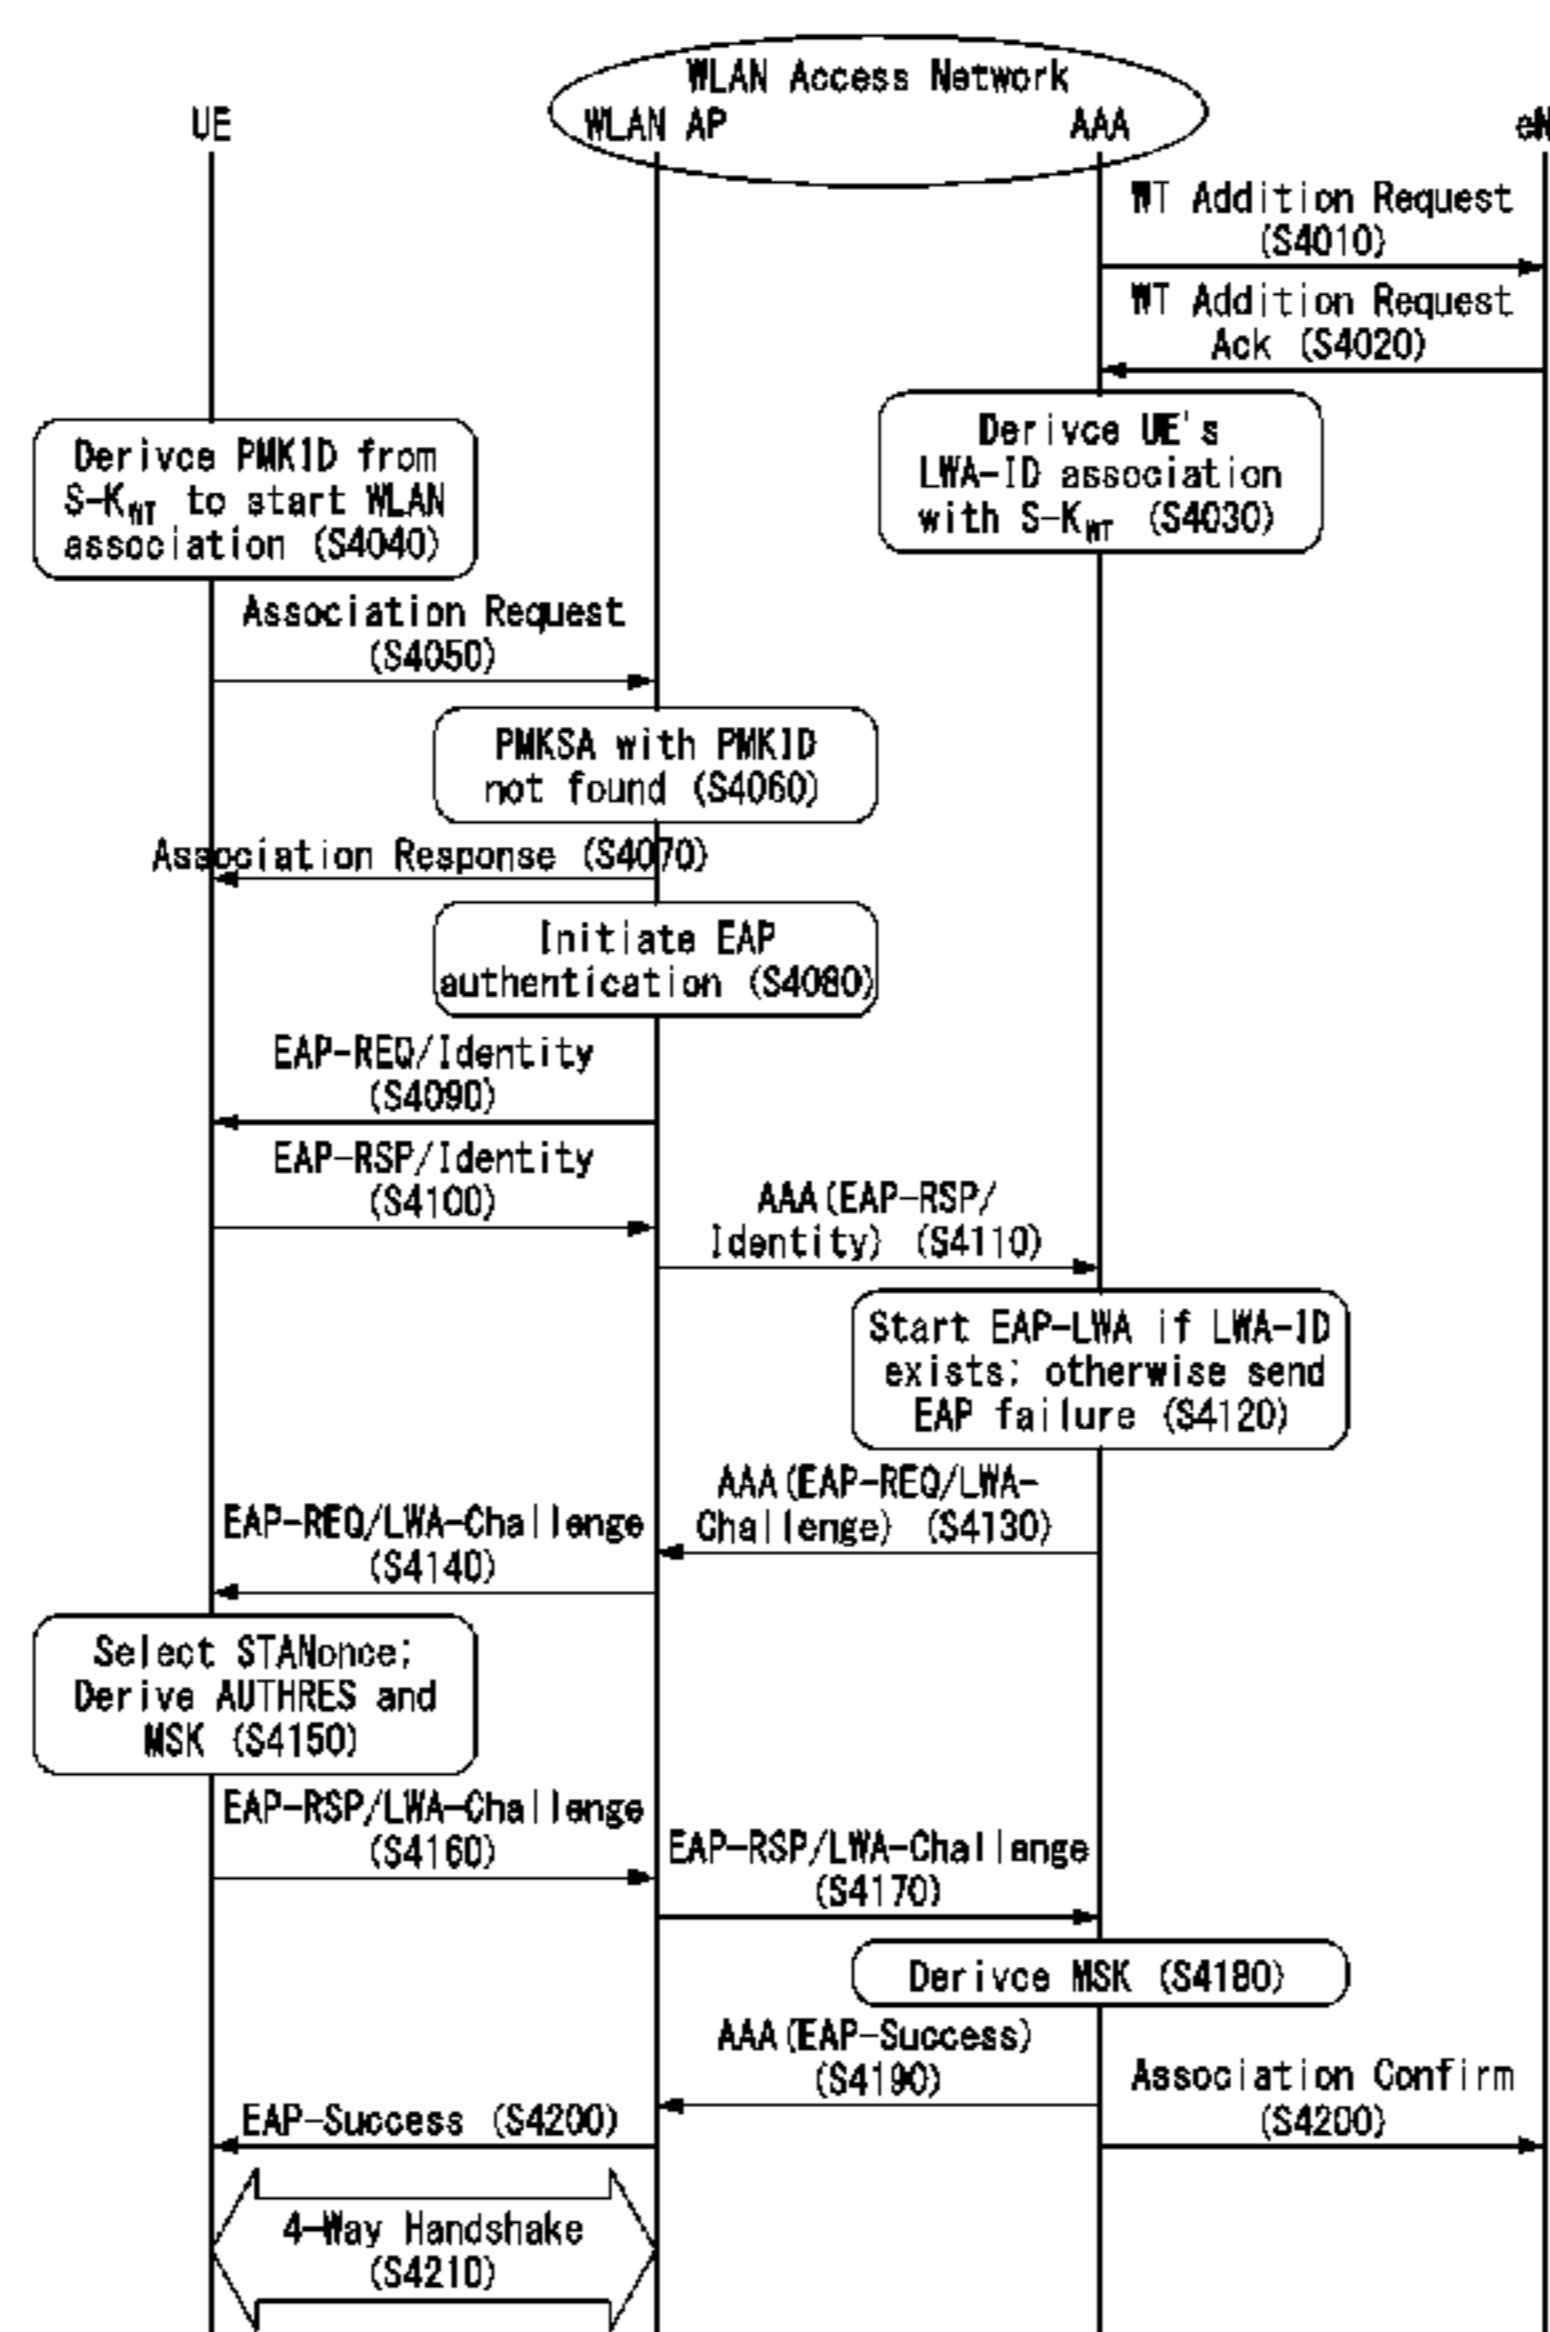 WLAN Access Network
UE
WLAN AP
AAA
eN
WT Addition Request
(S4010)
WT Addition Request
Ack (S4020)
Derivce UE's
LWA-ID association
with S-KWT (S4030)
Derivce PMKID from
S-KWT to start WLAN
association (S4040)
Association Request
(S4050)
PMKSA with PMKID
not found (S4060)
Association Response (S4070)
Initiate EAP
authentication (S4080)
EAP-REQ/Identity
(S4090)
EAP-RSP/Identity
(S4100)
AAA(EAP-RSP/
Identity) (S4110)
Start EAP-LWA if LWA-ID
exists; otherwise send
EAP failure (S4120)
AAA(EAP-REQ/LWA-
Challenge) (S4130)
EAP-REQ/LWA-Challenge
(S4140)
Select STANonce;
Derive AUTHRES and
MSK (S4150)
EAP-RSP/LWA-Challenge
(S4160)
EAP-RSP/LWA-Challenge
(S4170)
Derivce MSK (S4180)
AAA(EAP-Success)
(S4190)
Association Confirm
(S4200)
EAP-Success (S4200)
4-Way Handshake
(S4210)